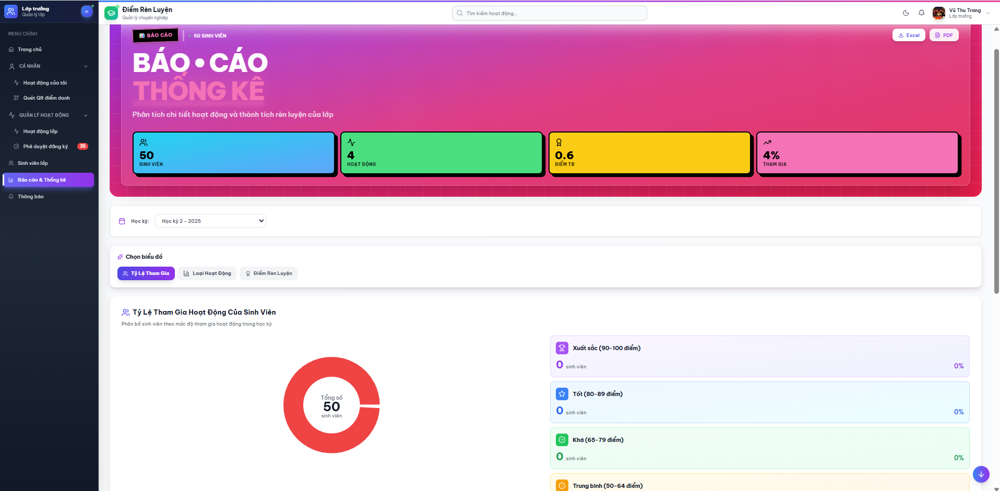 Lớp trưởng
Quản lý lớp
«
MENU CHÍNH
Trang chủ
CÁ NHÂN
Hoạt động của tôi
Quét QR điểm danh
QUẢN LÝ HOẠT ĐỘNG
Hoạt động lớp
Phê duyệt đăng ký 35
Sinh viên lớp
Báo cáo & Thống kê
Thông báo
Điểm Rèn Luyện
Quản lý chuyên nghiệp
Tìm kiếm hoạt động...
Vũ Thu Trang
Lớp trưởng
BÁO CÁO
50 SINH VIÊN
Excel
PDF
BÁO•CÁO
THỐNG KÊ
Phân tích chi tiết hoạt động và thành tích rèn luyện của lớp
50
SINH VIÊN
4
HOẠT ĐỘNG
0.6
ĐIỂM TB
4%
THAM GIA
Học kỳ: Học kỳ 2 - 2025
Chọn biểu đồ
Tỷ Lệ Tham Gia
Loại Hoạt Động
Điểm Rèn Luyện
Tỷ Lệ Tham Gia Hoạt Động Của Sinh Viên
Phân bố sinh viên theo mức độ tham gia hoạt động trong học kỳ
Tổng số
50
sinh viên
Xuất sắc (90-100 điểm)
0 sinh viên 0%
Tốt (80-89 điểm)
0 sinh viên 0%
Khá (65-79 điểm)
0 sinh viên 0%
Trung bình (50-64 điểm)